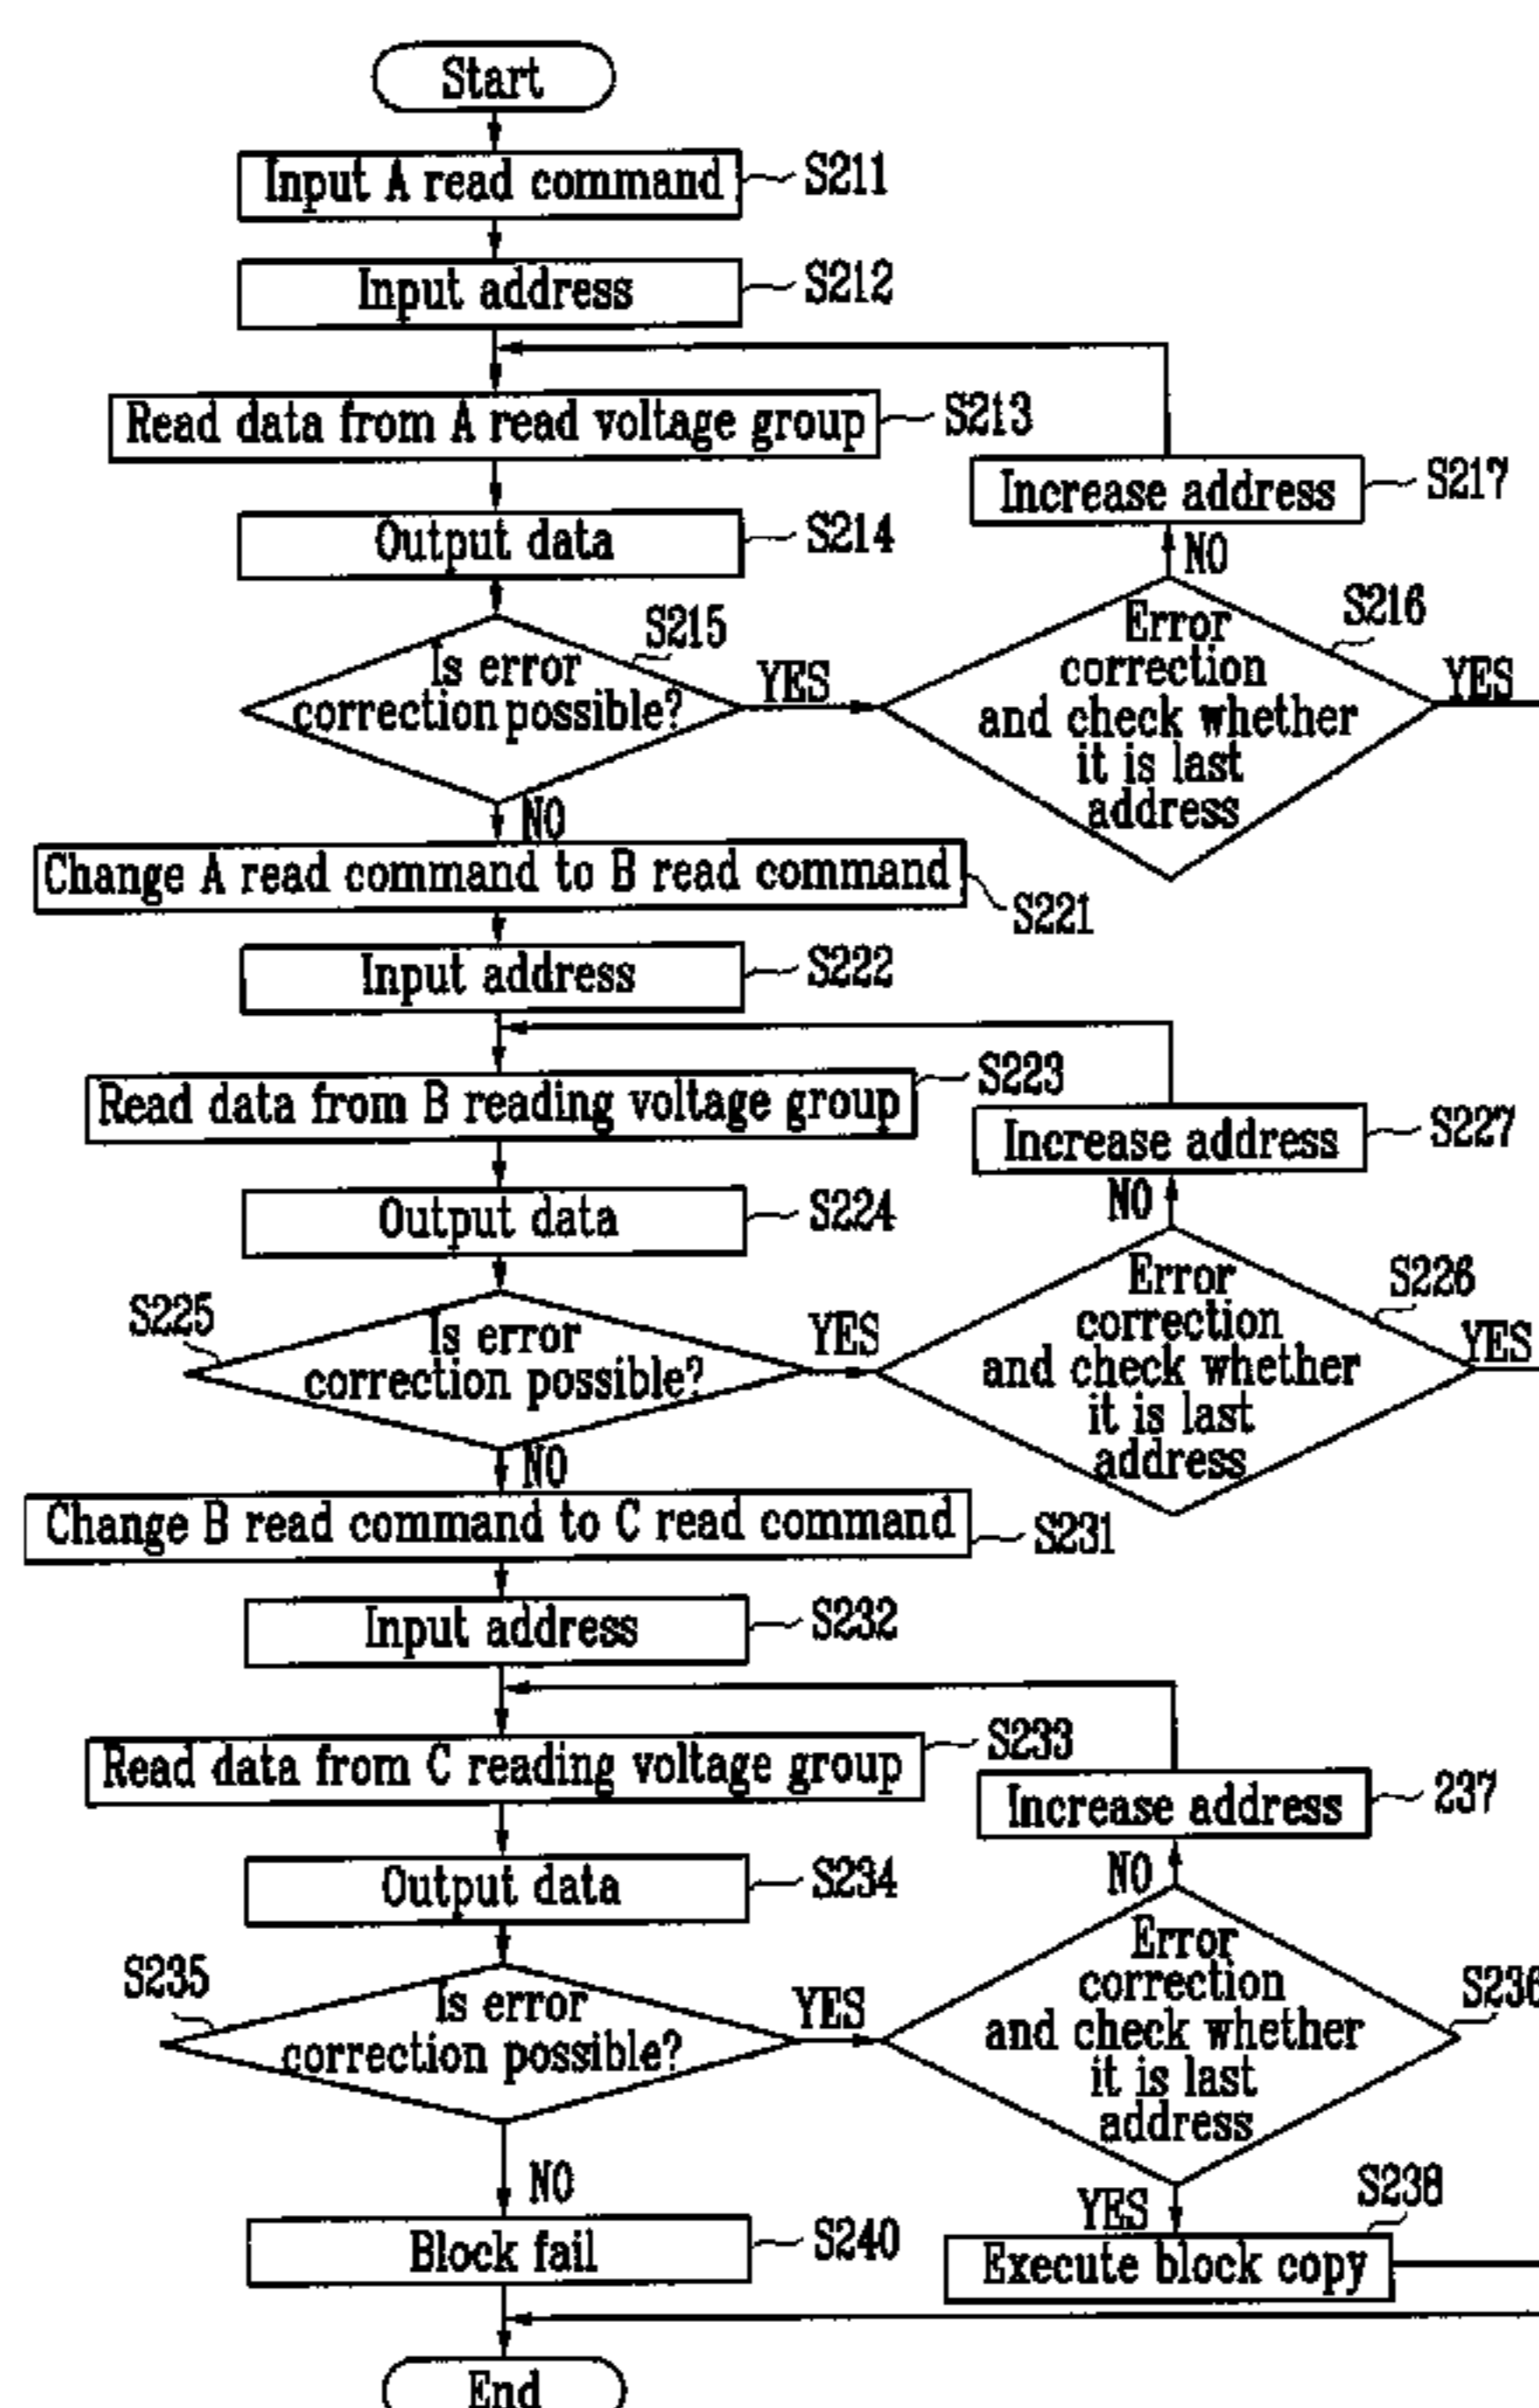 Start
Input A read command
S211
Input address
S212
Read data from A read voltage group
S213
Increase address
S217
Output data
S214
NO
Is error
correction possible?
S215
YES
Error
correction
and check whether
it is last
address
S216
YES
NO
Change A read command to B read command
S221
Input address
S222
Read data from B reading voltage group
S223
Increase address
S227
Output data
S224
NO
S225
Is error
correction possible?
YES
Error
correction
and check whether
it is last
address
S226
YES
NO
Change B read command to C read command
S231
Input address
S232
Read data from C reading voltage group
S233
Increase address
237
Output data
S234
NO
S235
Is error
correction possible?
YES
Error
correction
and check whether
it is last
address
S236
NO
YES
S238
Block fail
S240
Execute block copy
End